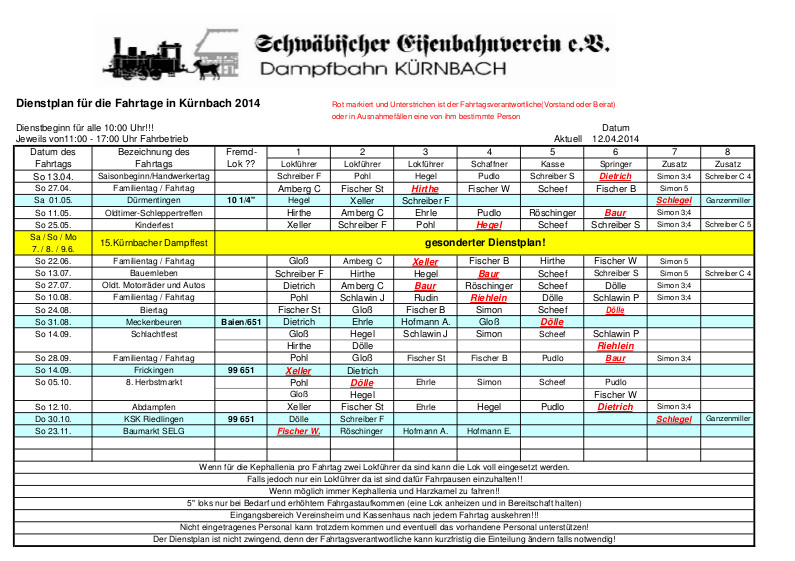 Schwäbischer Eisenbahnverein e.V.
Dampfbahn KÜRNBACH
Dienstplan für die Fahrtage in Kürnbach 2014
Rot markiert und Unterstrichen ist der Fahrtagsverantwortliche(Vorstand oder Beirat)
oder in Ausnahmefällen eine von ihm bestimmte Person
Dienstbeginn für alle 10:00 Uhr!!! Datum
Jeweils von11:00 - 17:00 Uhr Fahrbetrieb Aktuell 12.04.2014
Datum des Bezeichnung des Fremd- 1 2 3 4 5 6 7 8
Fahrtags Fahrtags Lok ?? Lokführer Lokführer Lokführer Schaffner Kasse Springer Zusatz Zusatz
So 13.04. Saisonbeginn/Handwerkertag Schreiber F Pohl Hegel Pudlo Schreiber S Dietrich Simon 3;4 Schreiber C 4
So 27.04. Familientag / Fahrtag Amberg C Fischer St Hirthe Fischer W Scheef Fischer B Simon 5
Sa 01.05. Dürmentingen 10 1/4" Hegel Xeller Schreiber F Schlegel Ganzenmiller
So 11.05. Oldtimer-Schleppertreffen Hirthe Amberg C Ehrle Pudlo Röschinger Baur Simon 3;4
So 25.05. Kinderfest Xeller Schreiber F Pohl Hegel Scheef Schreiber S Simon 3;4 Schreiber C 5
Sa / So / Mo
7. / 8. / 9.6. 15.Kürnbacher Dampffest gesonderter Dienstplan!
So 22.06. Familientag / Fahrtag Gloß Amberg C Xeller Fischer B Hirthe Fischer W Simon 5
So 13.07. Bauemleben Schreiber F Hirthe Hegel Baur Scheef Schreiber S Simon 3;4 Schreiber C 4
So 27.07. Oldt. Motorräder und Autos Dietrich Amberg C Baur Röschinger Scheef Dölle Simon 3;4
So 10.08. Familientag / Fahrtag Pohl Schlawin J Rudin Riehlein Dölle Schlawin P Simon 3;4
So 24.08. Biertag Fischer St Gloß Fischer B Simon Scheef Dölle
So 31.08. Meckenbeuren Baien/651 Dietrich Ehrle Hofmann A. Gloß Dölle
So 14.09. Schlachtfest Gloß Hegel Schlawin J Simon Scheef Schlawin P
Hirthe Dölle Riehlein
So 28.09. Familientag / Fahrtag Pohl Gloß Fischer St Fischer B Pudlo Baur Simon 3;4
So 14.09. Frickingen 99 651 Xeller Dietrich
So 05.10. 8. Herbstmarkt Pohl Dölle Ehrle Simon Scheef Pudlo
Gloß Hegel Fischer W
So 12.10. Abdampfen Xeller Fischer St Ehrle Hegel Pudlo Dietrich Simon 3;4
Do 30.10. KSK Riedlingen 99 651 Dölle Schreiber F Schlegel Ganzenmiller
So 23.11. Baumarkt SELG Fischer W. Röschinger Hofmann A. Hofmann E.
Wenn für die Kephallenia pro Fahrtag zwei Lokführer da sind kann die Lok voll eingesetzt werden.
Falls jedoch nur ein Lokführer da ist sind dafür Fahrpausen einzuhalten!!
Wenn möglich immer Kephallenia und Harzkamel zu fahren!!
5" loks nur bei Bedarf und erhöhtem Fahrgastaufkommen (eine Lok anheizen und in Bereitschaft halten)
Eingangsbereich Vereinsheim und Kassenhaus nach jedem Fahrtag auskehren!!!
Nicht eingetragenes Personal kann trotzdem kommen und eventuell das vorhandene Personal unterstützen!
Der Dienstplan ist nicht zwingend, denn der Fahrtagsverantwortliche kann kurzfristig die Einteilung ändern falls notwendig!